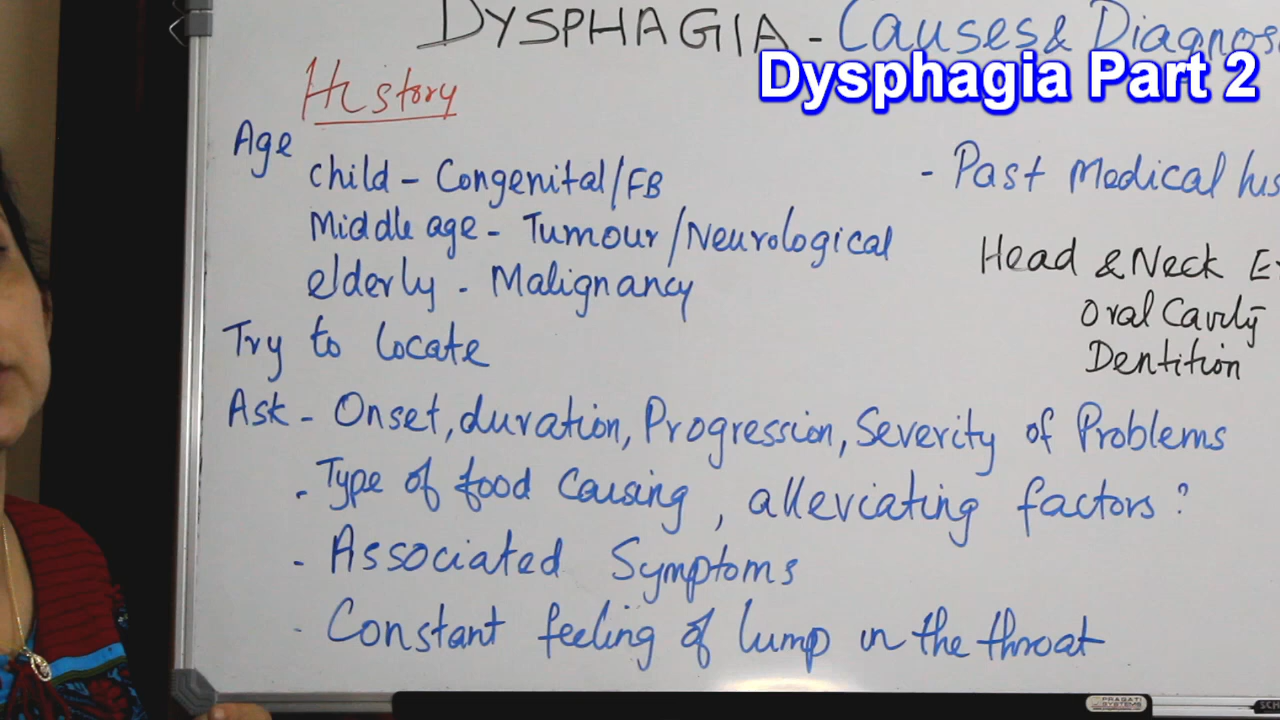 DYSPHAGIA - Causes & Diagnos
Dysphagia Part 2
History
Age
child - Congenital/FB
Middle age - Tumour/Neurological
elderly - Malignancy
Try to locate
Ask - Onset, duration, Progression, Severity of Problems
- Type of food causing, alleviating factors?
- Associated Symptoms
- Constant feeling of lump in the throat
- Past Medical his
Head & Neck E
Oral Cavity
Dentition
PRAGATI SYSTEMS